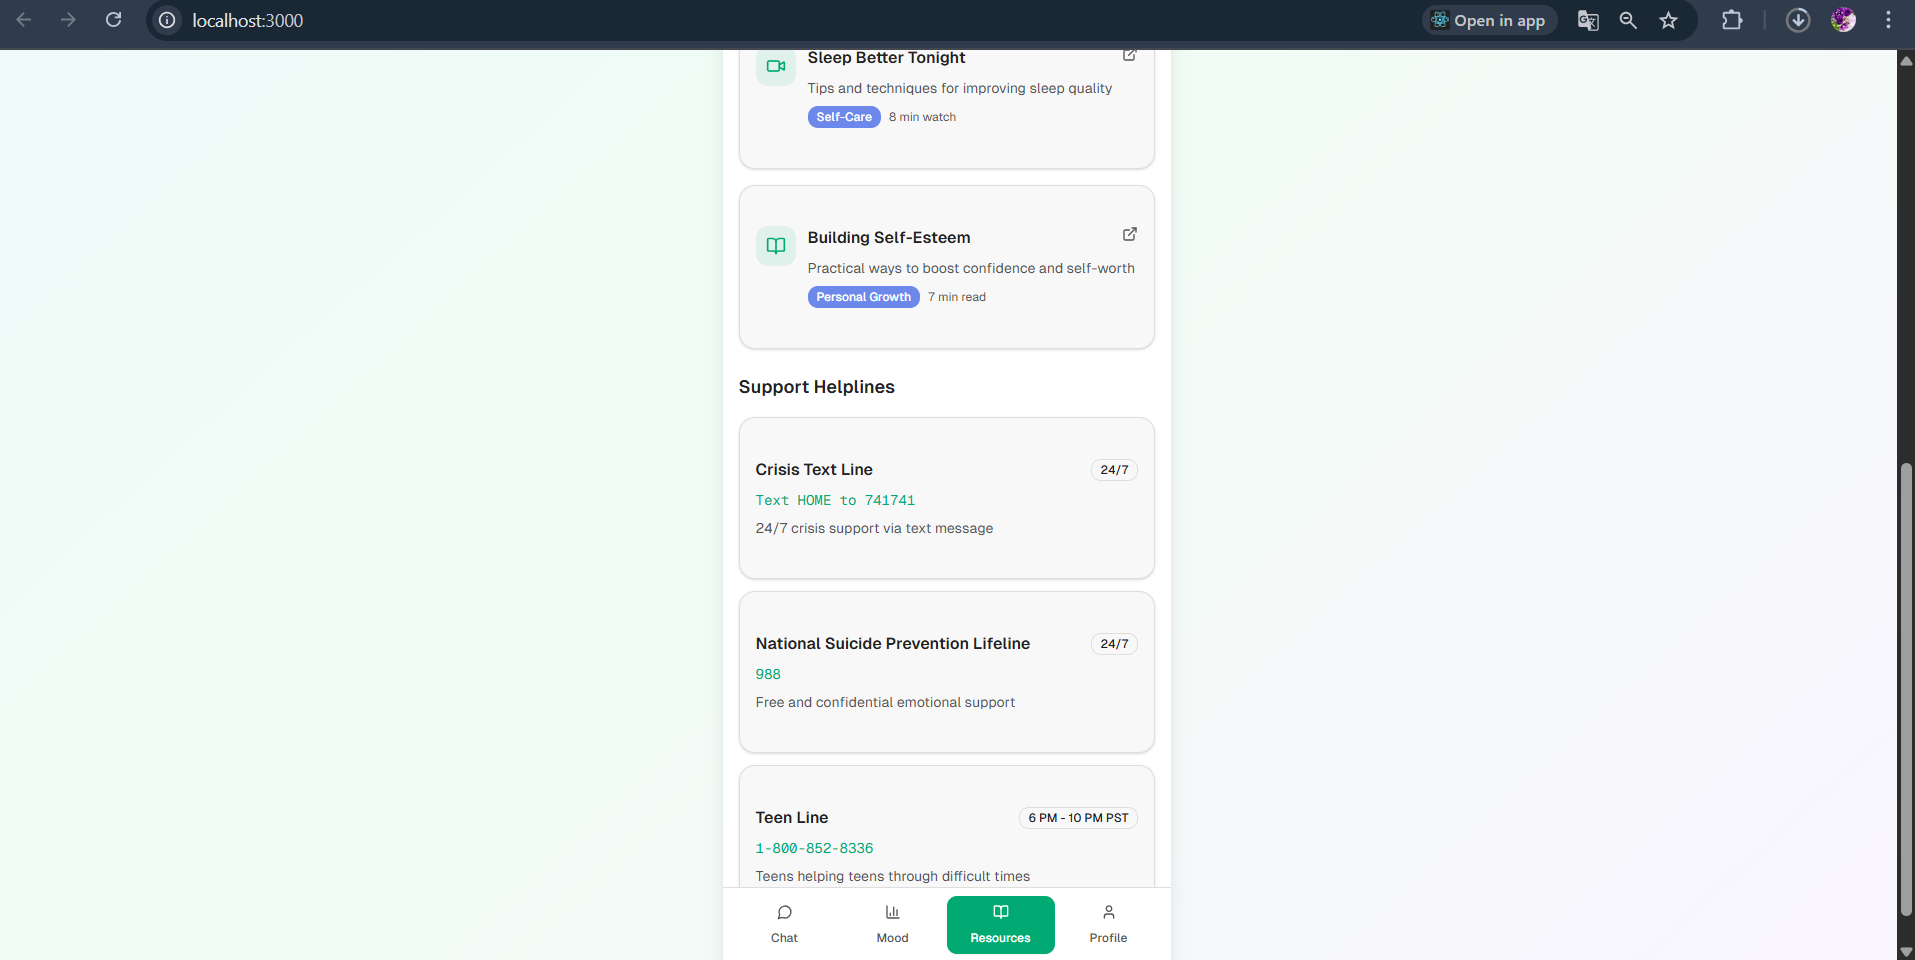 localhost:3000
Open in app
Sleep Better Tonight
Tips and techniques for improving sleep quality
Self-Care 8 min watch
Building Self-Esteem
Practical ways to boost confidence and self-worth
Personal Growth 7 min read
Support Helplines
Crisis Text Line 24/7
Text HOME to 741741
24/7 crisis support via text message
National Suicide Prevention Lifeline 24/7
988
Free and confidential emotional support
Teen Line 6 PM - 10 PM PST
1-800-852-8336
Teens helping teens through difficult times
Chat Mood Resources Profile